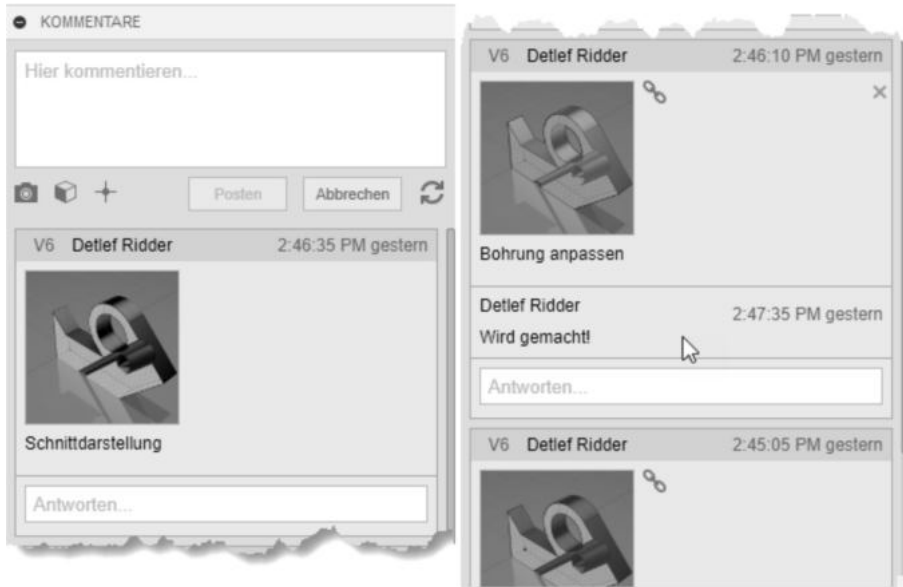 KOMMENTARE
Hier kommentieren...
Posten
Abbrechen
V6 Detlef Ridder 2:46:35 PM gestern
Schnittdarstellung
Antworten...
V6 Detlef Ridder 2:46:10 PM gestern
Bohrung anpassen
Detlef Ridder 2:47:35 PM gestern
Wird gemacht!
Antworten...
V6 Detlef Ridder 2:45:05 PM gestern